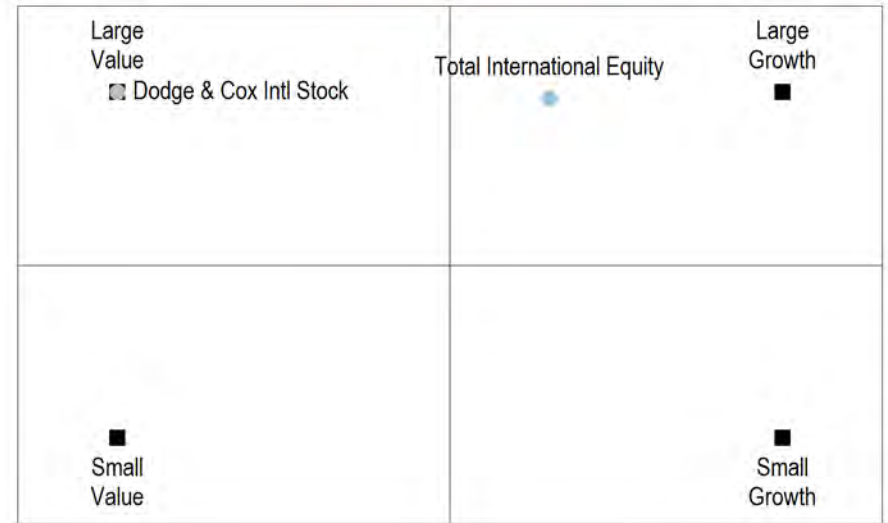 Large
Value
Dodge & Cox Intl Stock
Total International Equity
Large
Growth
Small
Value
Small
Growth